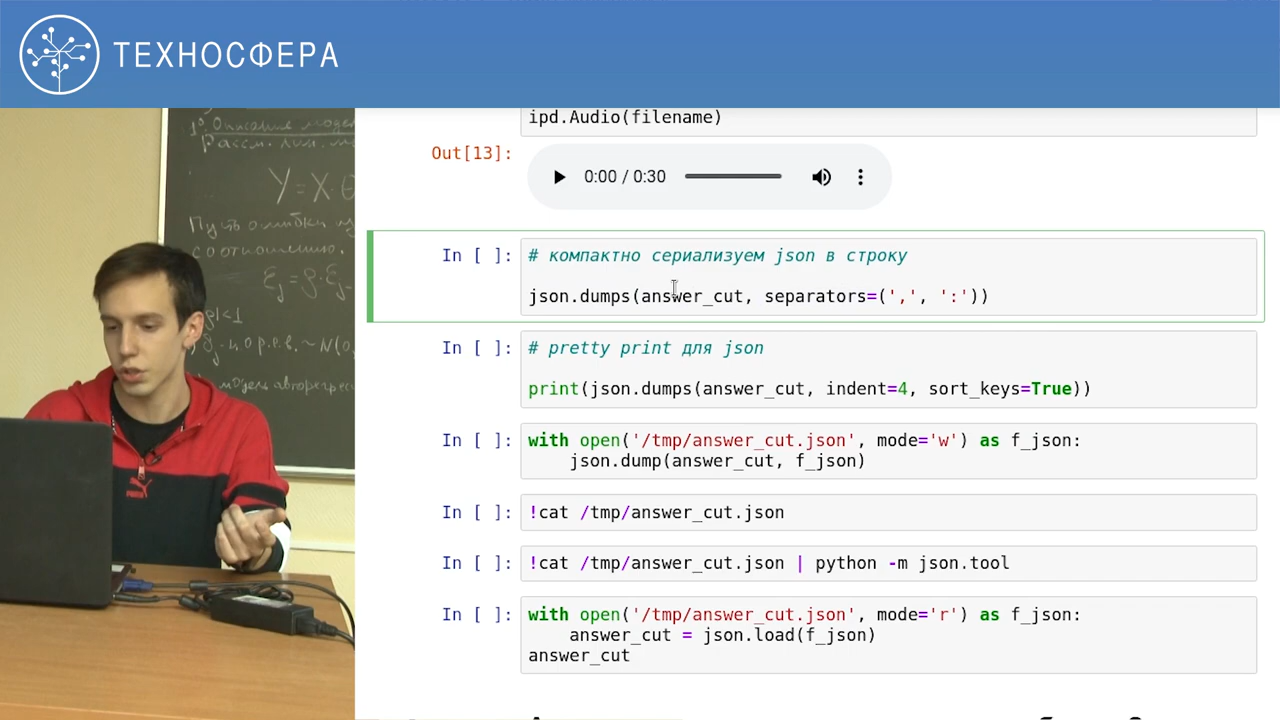 ТЕХНОСФЕРА
ipd.Audio(filename)
Out[13]:
0:00 / 0:30
In [ ]:
# компактно сериализуем json в строку
json.dumps(answer_cut, separators=(',', ':'))
In [ ]:
# pretty print для json
print(json.dumps(answer_cut, indent=4, sort_keys=True))
In [ ]:
with open('/tmp/answer_cut.json', mode='w') as f_json:
    json.dump(answer_cut, f_json)
In [ ]:
!cat /tmp/answer_cut.json
In [ ]:
!cat /tmp/answer_cut.json | python -m json.tool
In [ ]:
with open('/tmp/answer_cut.json', mode='r') as f_json:
    answer_cut = json.load(f_json)
answer_cut
Пусть ошибки
PUMA